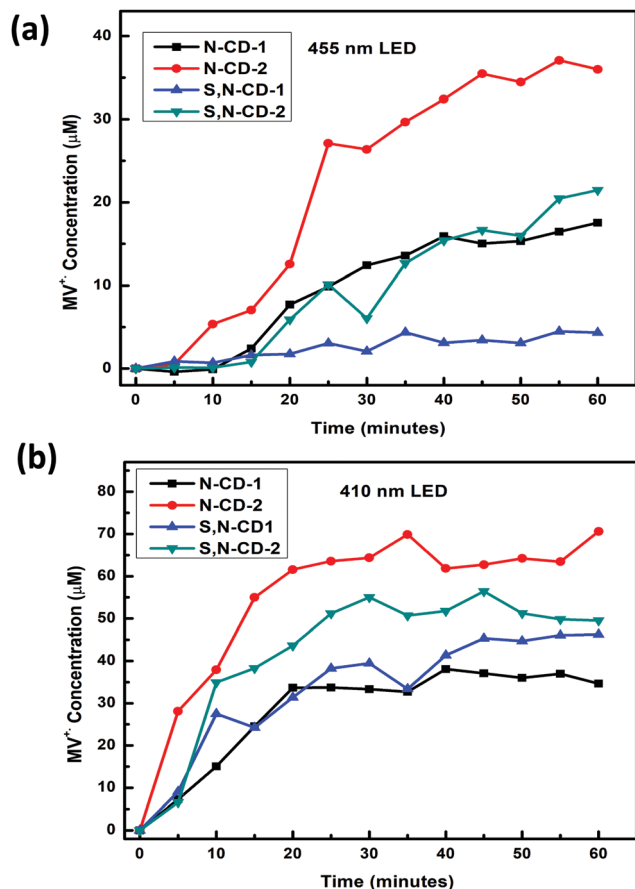 (a)
455 nm LED
N-CD-1
N-CD-2
S,N-CD-1
S,N-CD-2
MV⁺· Concentration (μM)
40
30
20
10
0
0 10 20 30 40 50 60
Time (minutes)
(b)
410 nm LED
N-CD-1
N-CD-2
S,N-CD1
S,N-CD-2
MV⁺· Concentration (μM)
80
70
60
50
40
30
20
10
0
0 10 20 30 40 50 60
Time (minutes)